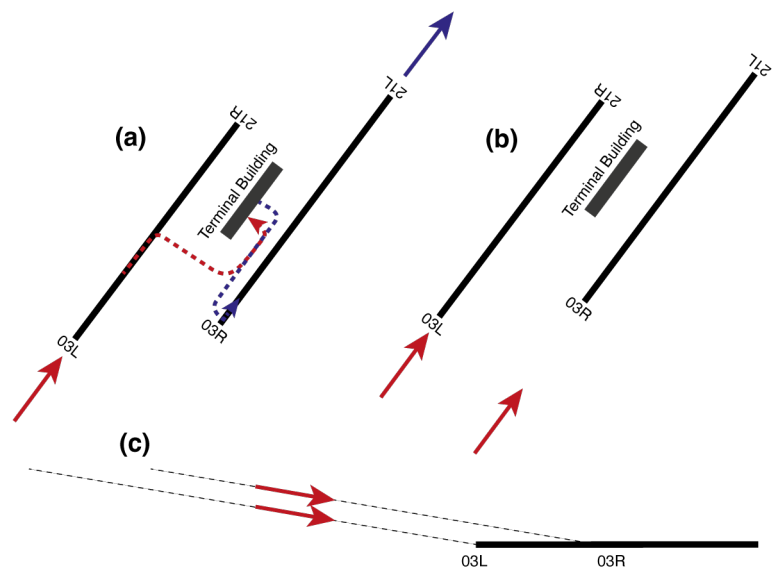 21L
21R
(a)
Terminal Building
03R
03L
21L
21R
(b)
Terminal Building
03R
03L
(c)
03L
03R